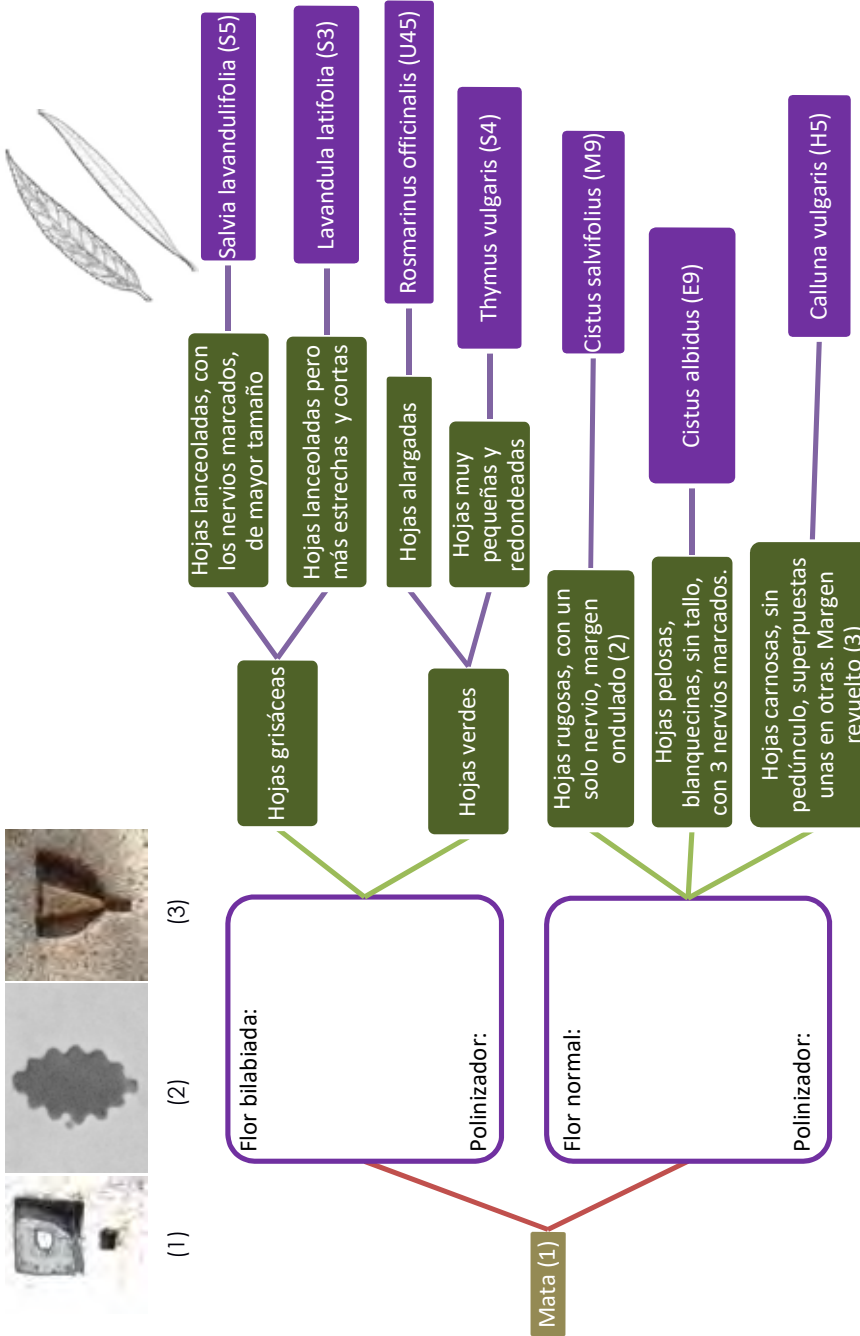 (1)
(2)
(3)
Mata (1)
Flor bilabiada:
Polinizador:
Flor normal:
Polinizador:
Hojas grisáceas
Hojas verdes
Hojas lanceoladas, con
los nervios marcados,
de mayor tamaño
Salvia lavandulifolia (S5)
Hojas lanceoladas pero
más estrechas y cortas
Lavandula latifolia (S3)
Hojas alargadas
Rosmarinus officinalis (U45)
Hojas muy
pequeñas y
redondeadas
Thymus vulgaris (S4)
Hojas rugosas, con un
solo nervio, margen
ondulado (2)
Cistus salvifolius (M9)
Hojas pelosas,
blanquecinas, sin tallo,
con 3 nervios marcados.
Cistus albidus (E9)
Hojas carnosas, sin
pedúnculo, superpuestas
unas en otras. Margen
revuelto (3)
Calluna vulgaris (H5)